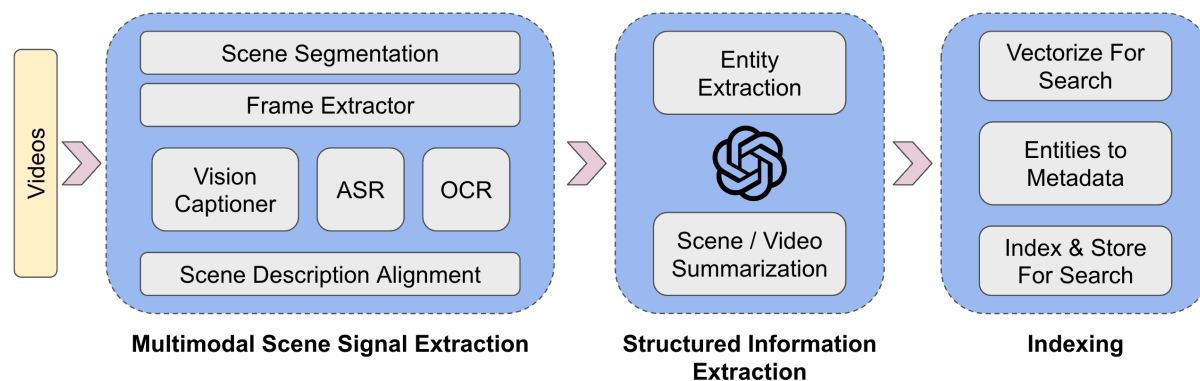 Videos
Scene Segmentation
Frame Extractor
Vision
Captioner
ASR
OCR
Scene Description Alignment
Multimodal Scene Signal Extraction
Entity
Extraction
Scene / Video
Summarization
Structured Information
Extraction
Vectorize For
Search
Entities to
Metadata
Index & Store
For Search
Indexing